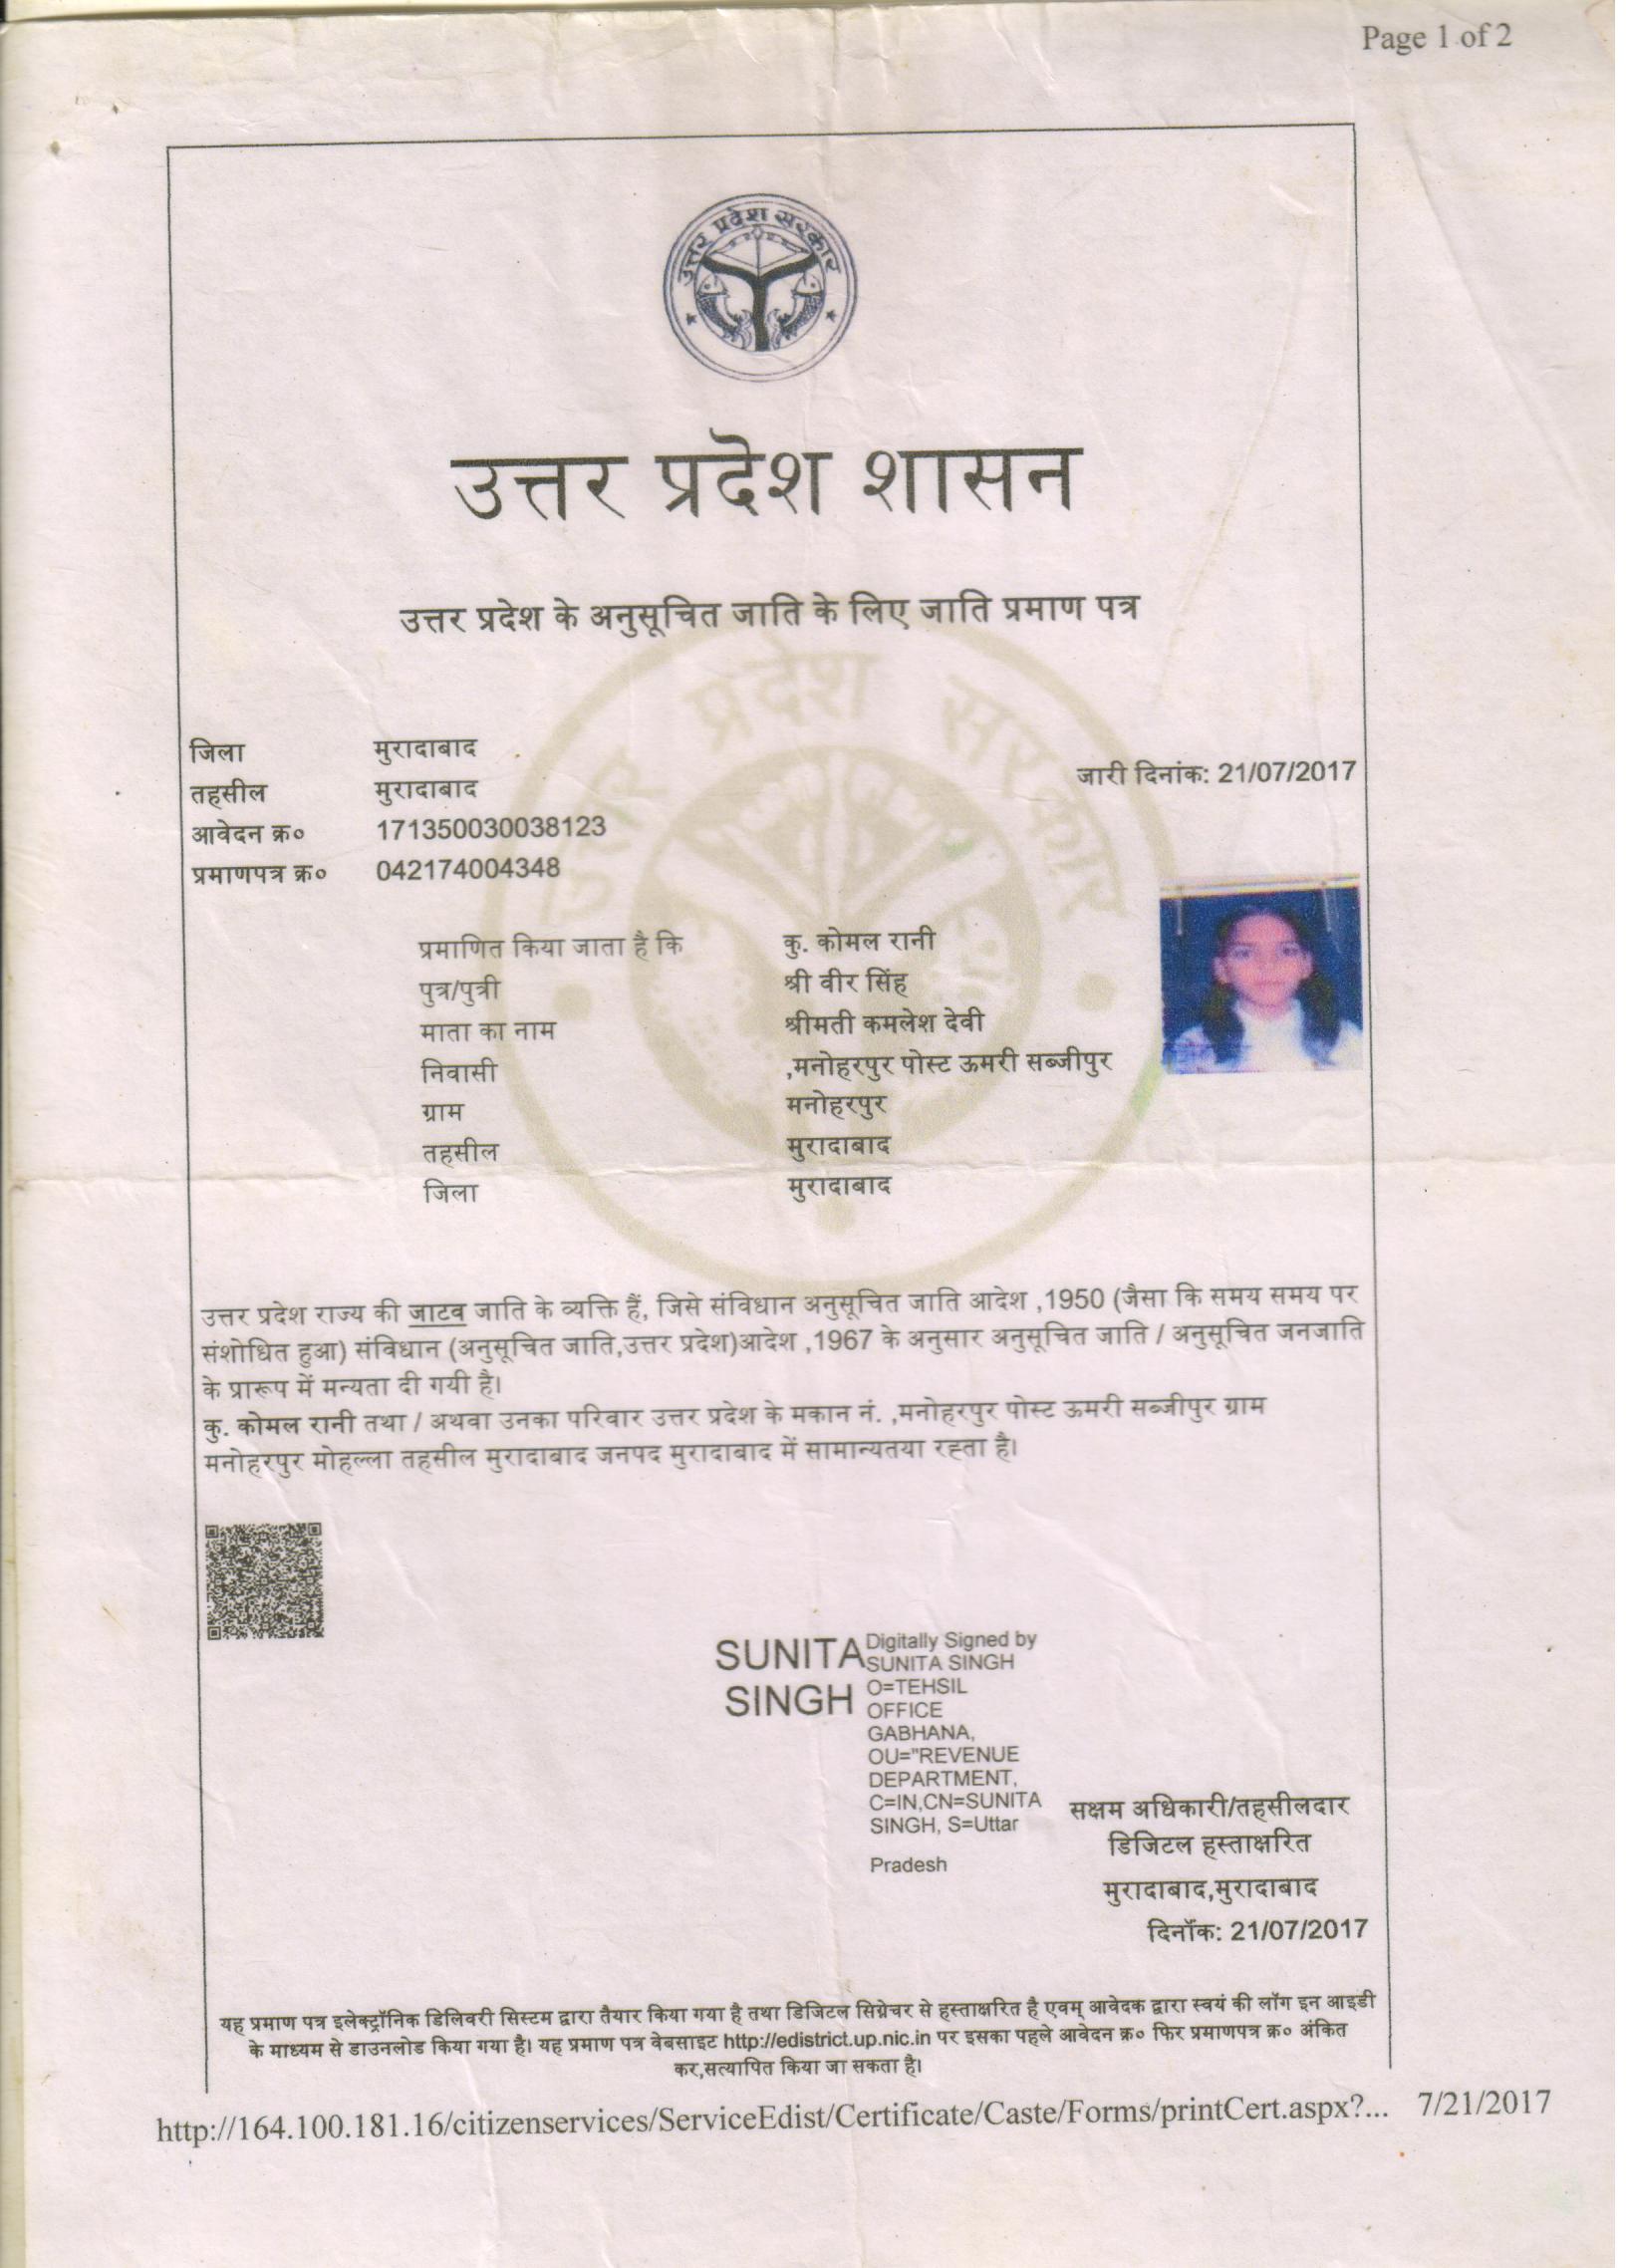 Page 1 of 2
उत्तर प्रदेश सरकार
उत्तर प्रदेश शासन
उत्तर प्रदेश के अनुसूचित जाति के लिए जाति प्रमाण पत्र
जिला मुरादाबाद
जारी दिनांक: 21/07/2017
तहसील मुरादाबाद
आवेदन क्र० 171350030038123
प्रमाणपत्र क्र० 042174004348
प्रमाणित किया जाता है कि कु. कोमल रानी
पुत्र/पुत्री श्री वीर सिंह
माता का नाम श्रीमती कमलेश देवी
निवासी ,मनोहरपुर पोस्ट ऊमरी सब्जीपुर
ग्राम मनोहरपुर
तहसील मुरादाबाद
जिला मुरादाबाद
उत्तर प्रदेश राज्य की जाटव जाति के व्यक्ति हैं, जिसे संविधान अनुसूचित जाति आदेश ,1950 (जैसा कि समय समय पर
संशोधित हुआ) संविधान (अनुसूचित जाति,उत्तर प्रदेश)आदेश ,1967 के अनुसार अनुसूचित जाति / अनुसूचित जनजाति
के प्रारूप में मन्यता दी गयी है।
कु. कोमल रानी तथा / अथवा उनका परिवार उत्तर प्रदेश के मकान नं. ,मनोहरपुर पोस्ट ऊमरी सब्जीपुर ग्राम
मनोहरपुर मोहल्ला तहसील मुरादाबाद जनपद मुरादाबाद में सामान्यतया रह्ता है।
SUNITA
SINGH
Digitally Signed by
SUNITA SINGH
O=TEHSIL
OFFICE
GABHANA,
OU="REVENUE
DEPARTMENT,
C=IN,CN=SUNITA
SINGH, S=Uttar
Pradesh
सक्षम अधिकारी/तहसीलदार
डिजिटल हस्ताक्षरित
मुरादाबाद,मुरादाबाद
दिनॉक: 21/07/2017
यह प्रमाण पत्र इलेक्ट्रॉनिक डिलिवरी सिस्टम द्वारा तैयार किया गया है तथा डिजिटल सिग्नेचर से हस्ताक्षरित है एवम् आवेदक द्वारा स्वयं की लॉग इन आइडी
के माध्यम से डाउनलोड किया गया है। यह प्रमाण पत्र वेबसाइट http://edistrict.up.nic.in पर इसका पहले आवेदन क्र० फिर प्रमाणपत्र क्र० अंकित
कर,सत्यापित किया जा सकता है।
http://164.100.181.16/citizenservices/ServiceEdist/Certificate/Caste/Forms/printCert.aspx?... 7/21/2017